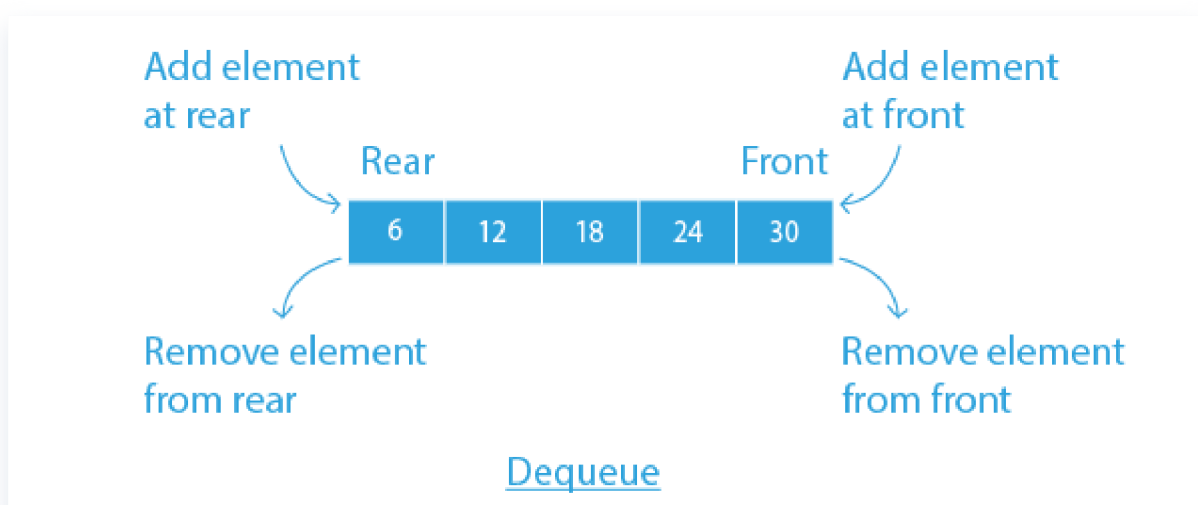 Add element
at rear
Add element
at front
Rear
Front
6 12 18 24 30
Remove element
from rear
Remove element
from front
Dequeue